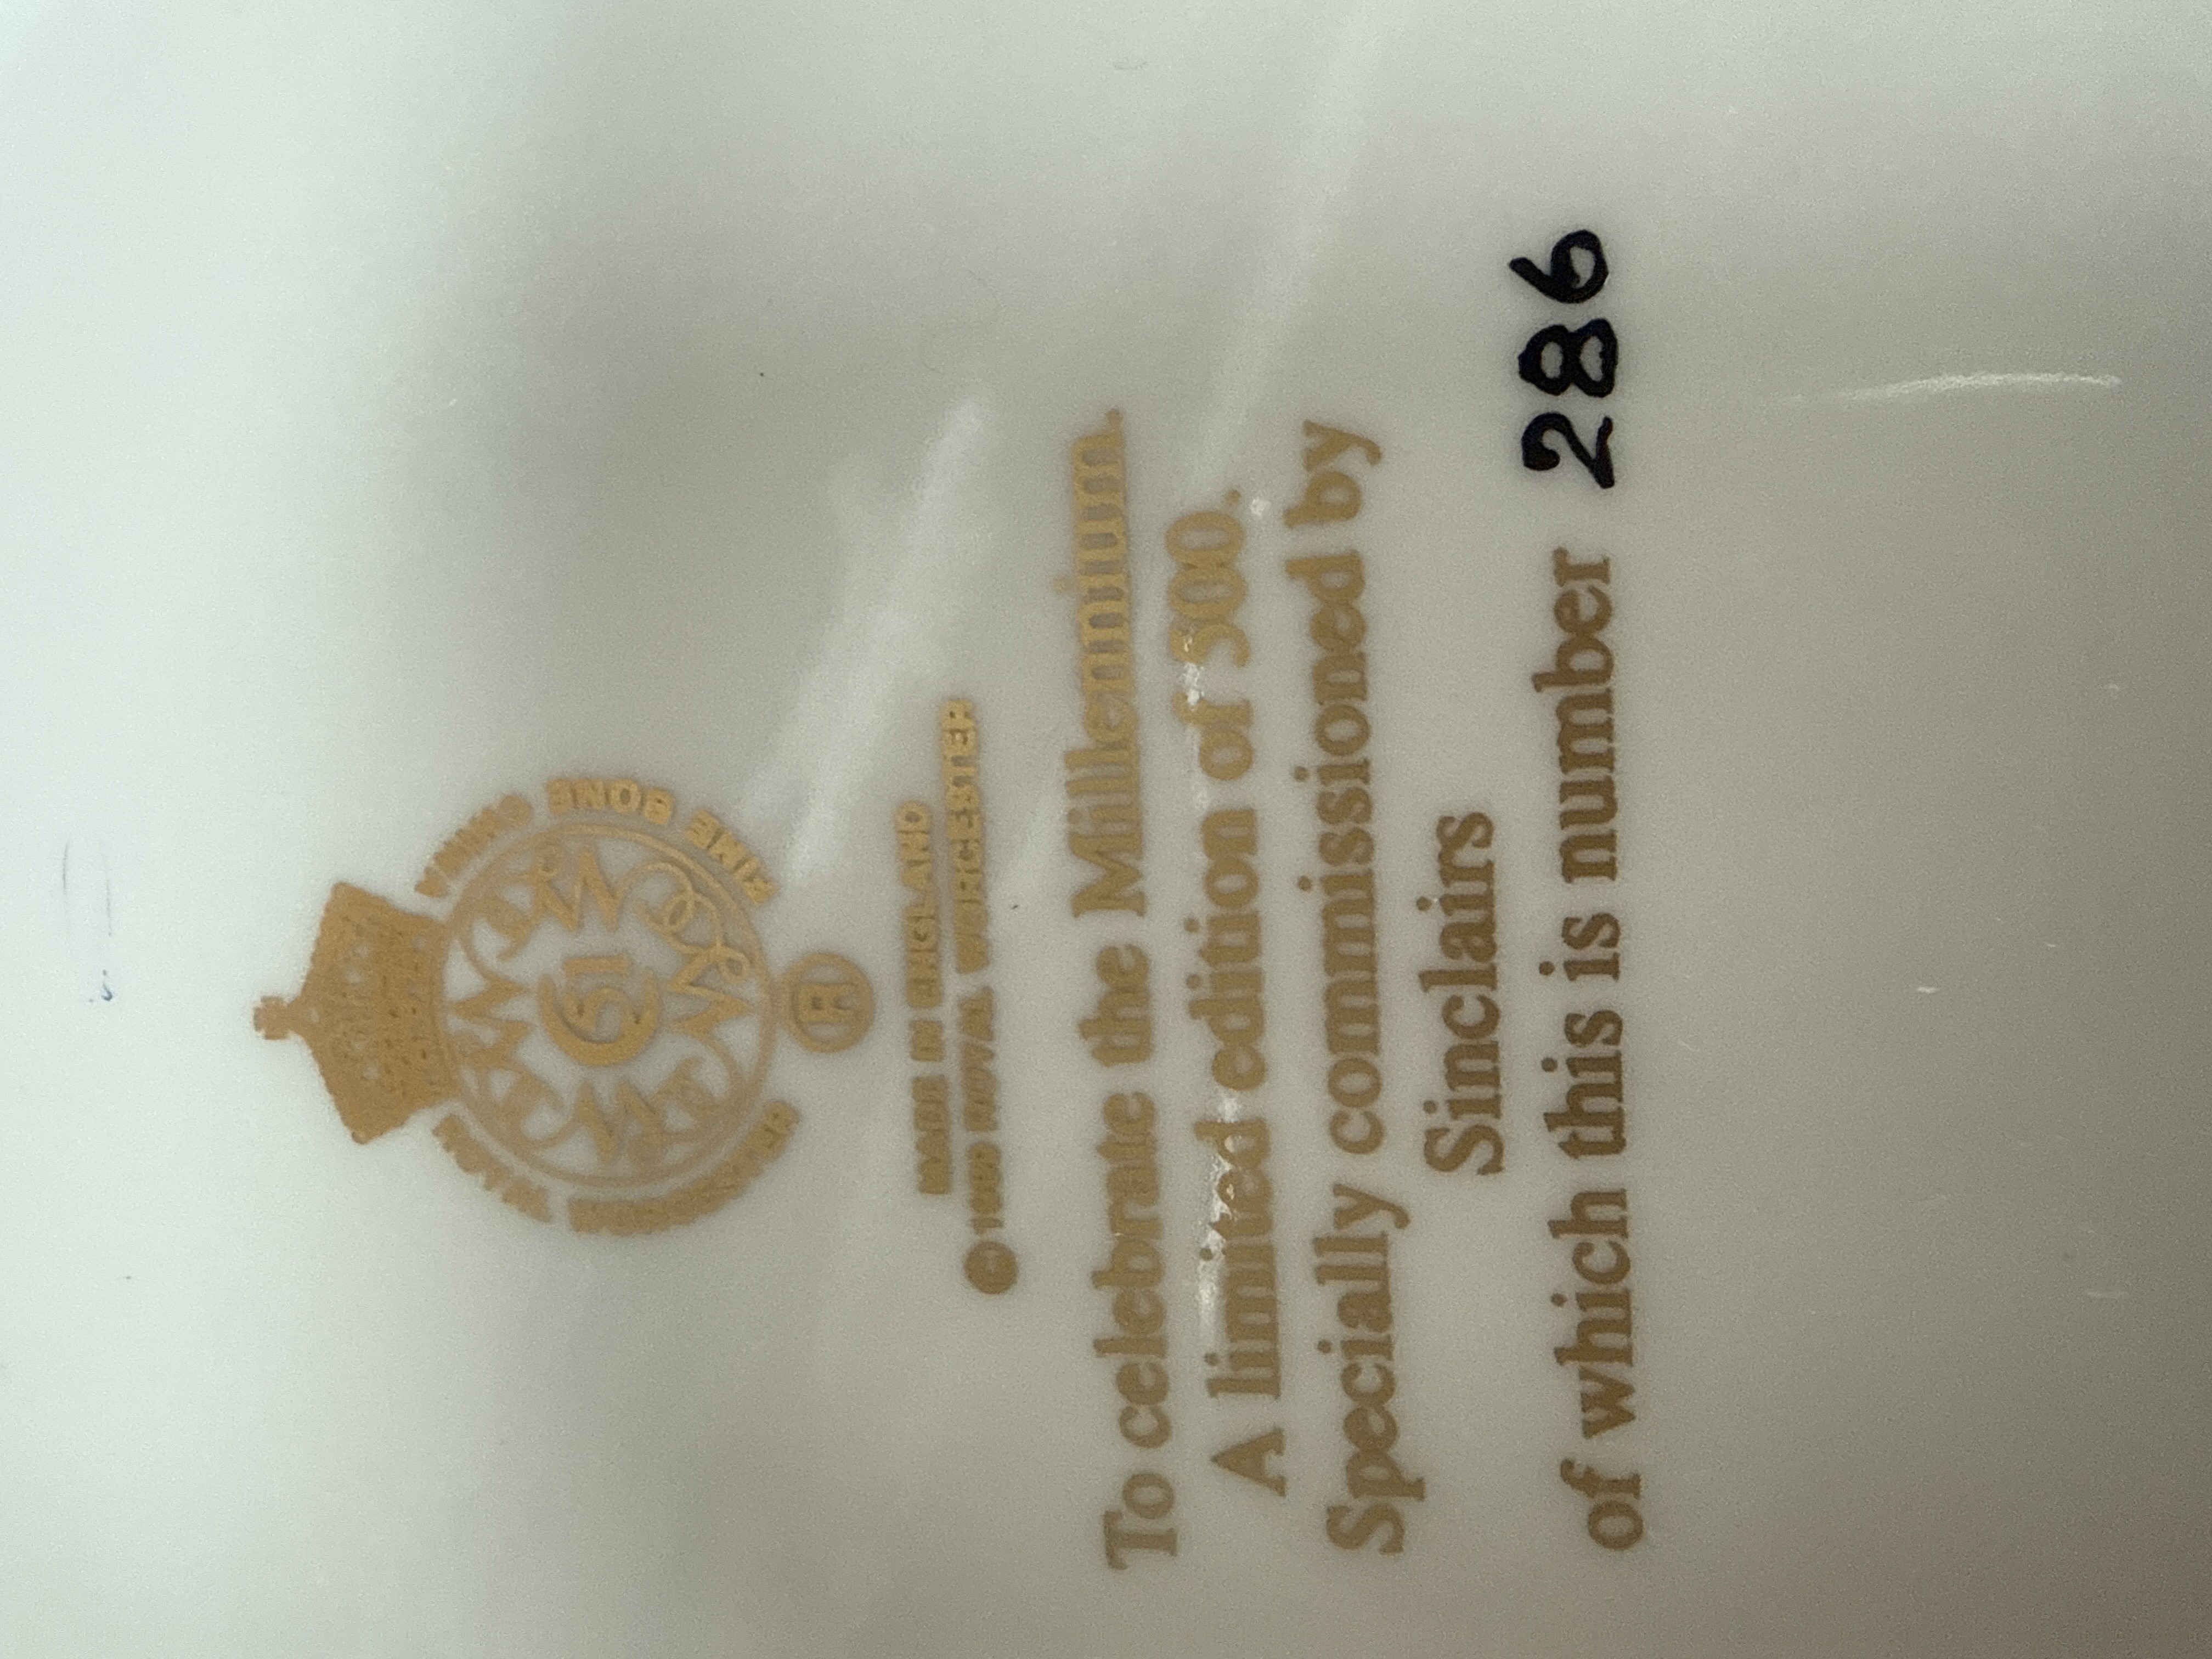 ROYAL WORCESTER
FINE BONE CHINA
51
R
MADE IN ENGLAND
© ROYAL WORCESTER
To celebrate the Millennium.
A limited edition of 500.
Specially commissioned by
Sinclairs
of which this is number 286